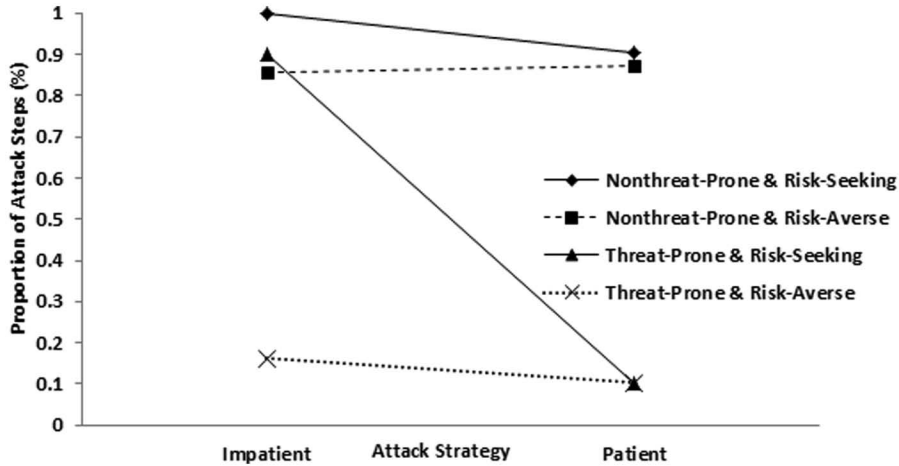 Proportion of Attack Steps (%)
1
0.9
0.8
0.7
0.6
0.5
0.4
0.3
0.2
0.1
0
Nonthreat-Prone & Risk-Seeking
Nonthreat-Prone & Risk-Averse
Threat-Prone & Risk-Seeking
Threat-Prone & Risk-Averse
Impatient
Attack Strategy
Patient